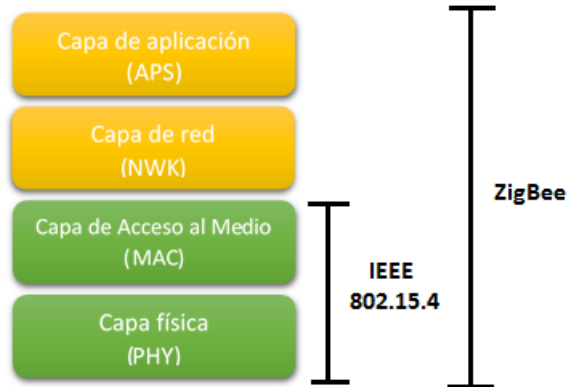 Capa de aplicación
(APS)
Capa de red
(NWK)
ZigBee
Capa de Acceso al Medio
(MAC)
IEEE
802.15.4
Capa física
(PHY)